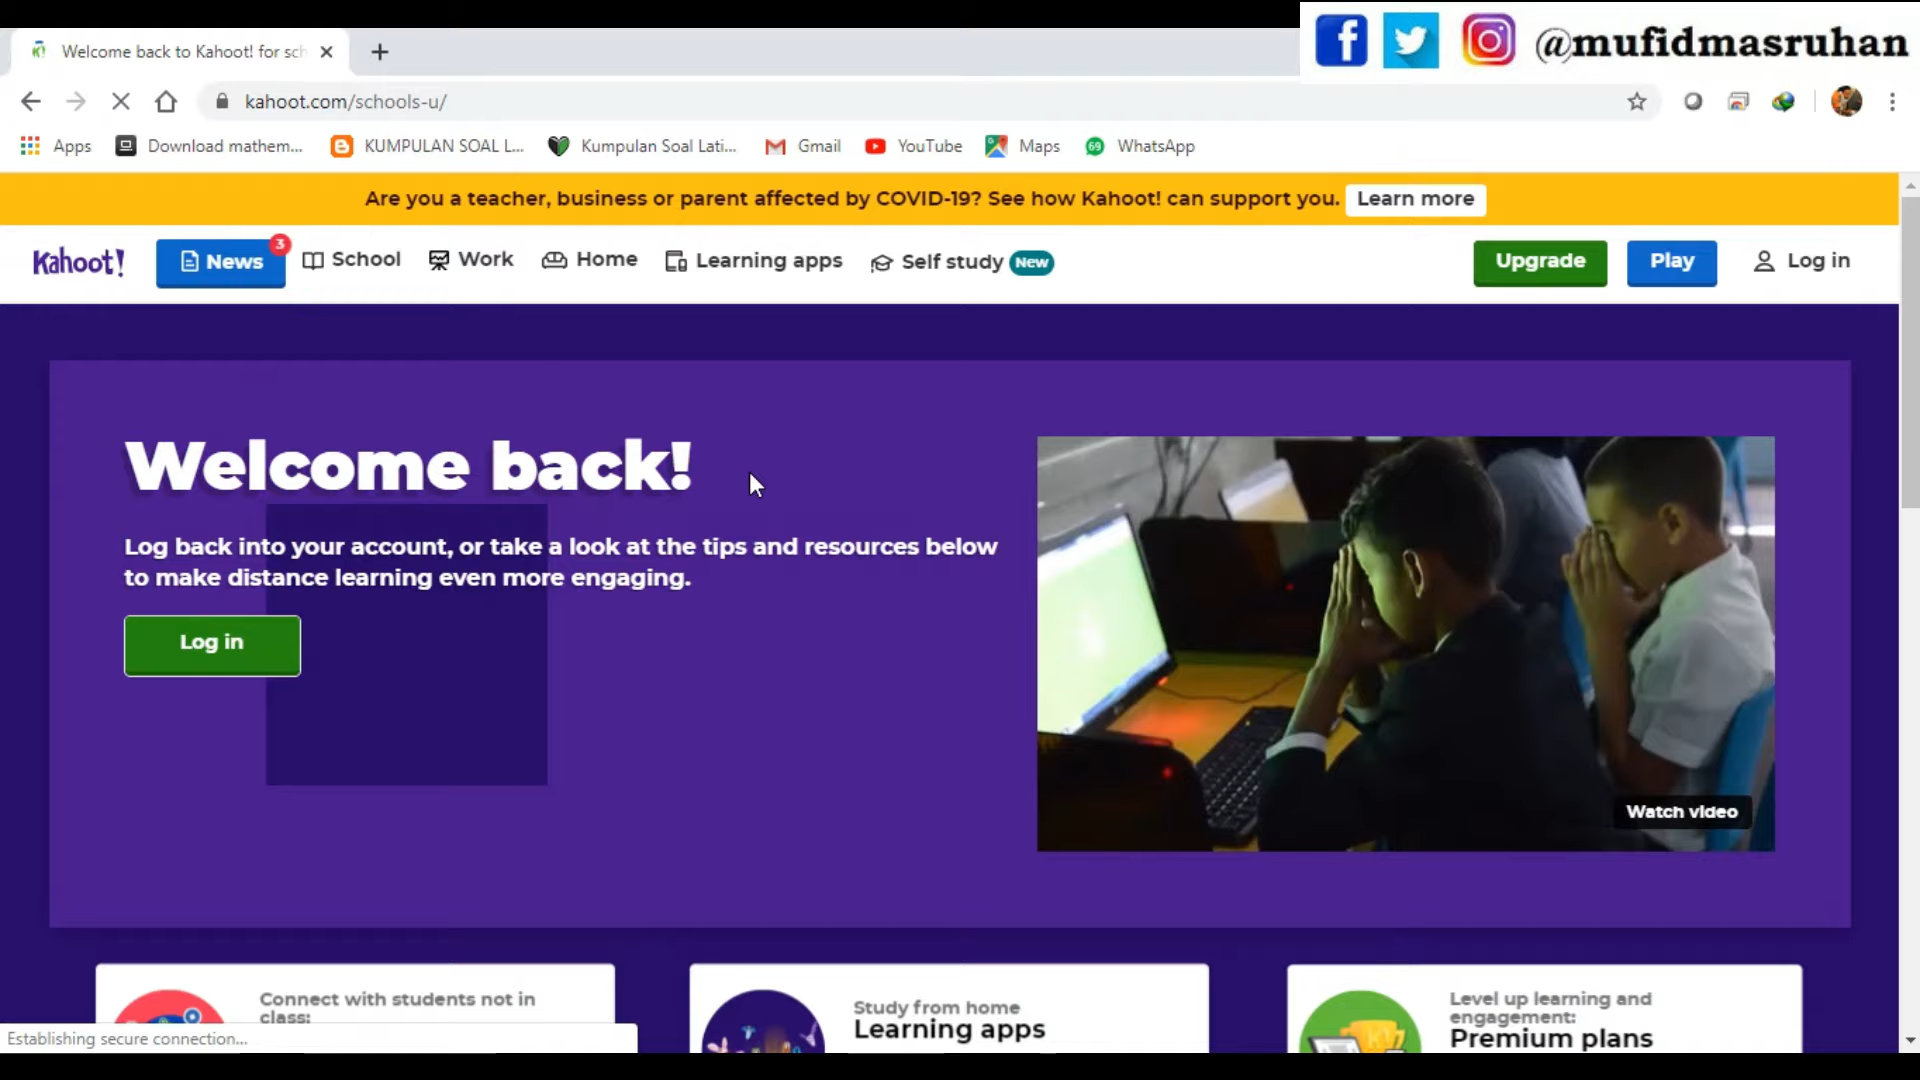 @mufidmasruhan
Welcome back to Kahoot! for sch
kahoot.com/schools-u/
Apps
Download mathem...
KUMPULAN SOAL L...
Kumpulan Soal Lati...
Gmail
YouTube
Maps
69
WhatsApp
Are you a teacher, business or parent affected by COVID-19? See how Kahoot! can support you.
Learn more
Kahoot!
News
3
School
Work
Home
Learning apps
Self study
New
Upgrade
Play
Log in
Welcome back!
Log back into your account, or take a look at the tips and resources below
to make distance learning even more engaging.
Log in
Watch video
Connect with students not in
class:
Study from home
Learning apps
Level up learning and
engagement:
Premium plans
Establishing secure connection...